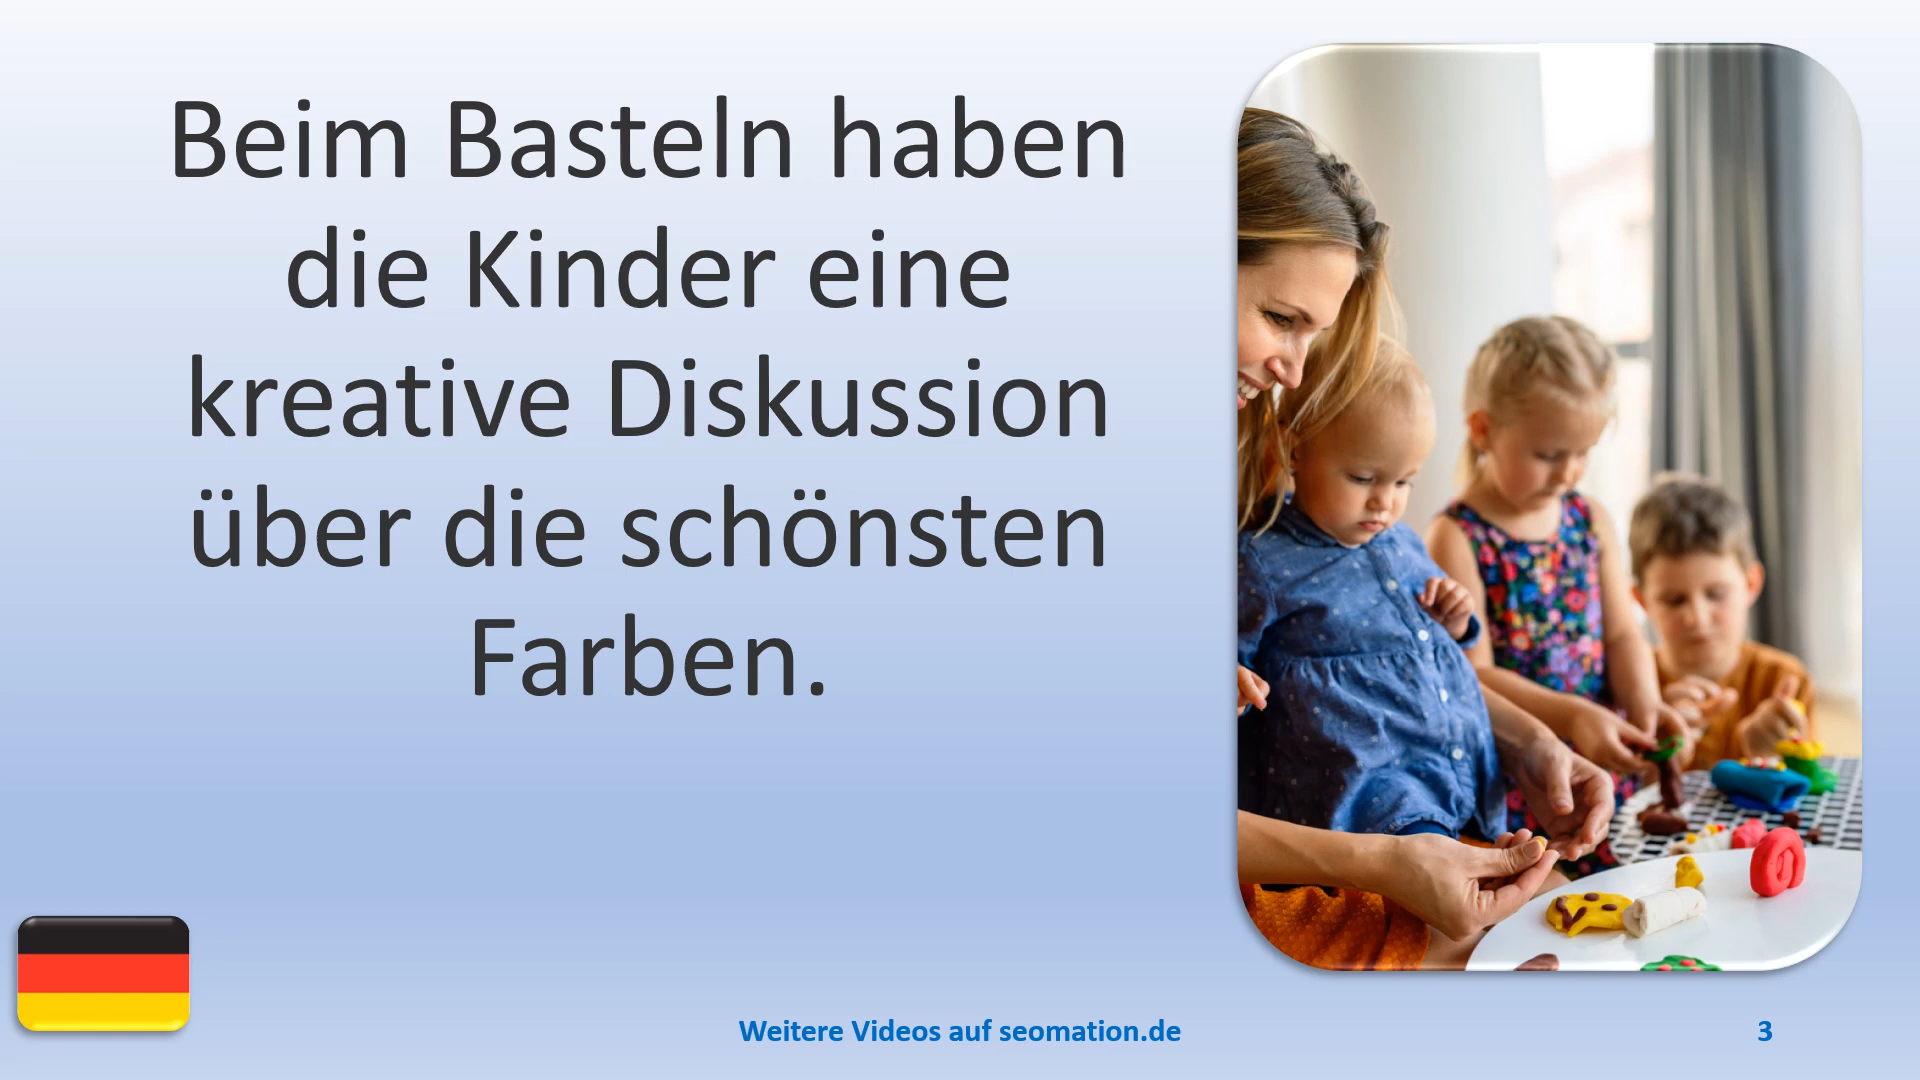 Beim Basteln haben
die Kinder eine
kreative Diskussion
über die schönsten
Farben.
Weitere Videos auf seomation.de
3